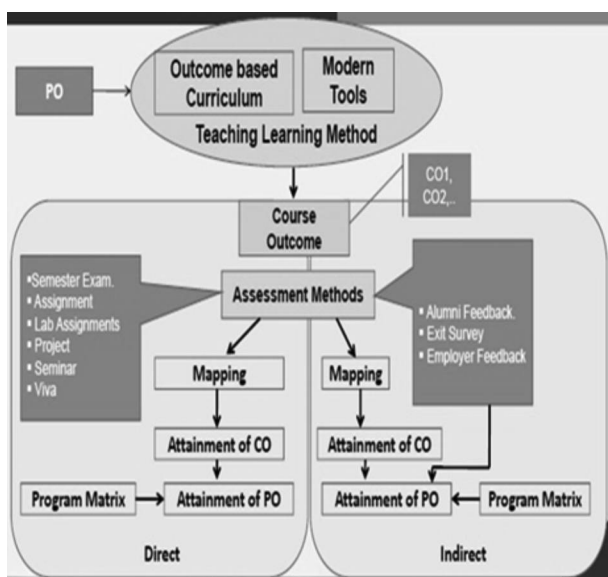 PO
Outcome based
Curriculum
Modern
Tools
Teaching Learning Method
CO1,
CO2,..
Course
Outcome
▪Semester Exam.
▪ Assignment
▪ Lab Assignments
▪ Project
▪ Seminar
▪ Viva
Assessment Methods
▪ Alumni Feedback.
▪ Exit Survey
▪ Employer Feedback
Mapping
Mapping
Attainment of CO
Attainment of CO
Program Matrix
Attainment of PO
Attainment of PO
Program Matrix
Direct
Indirect